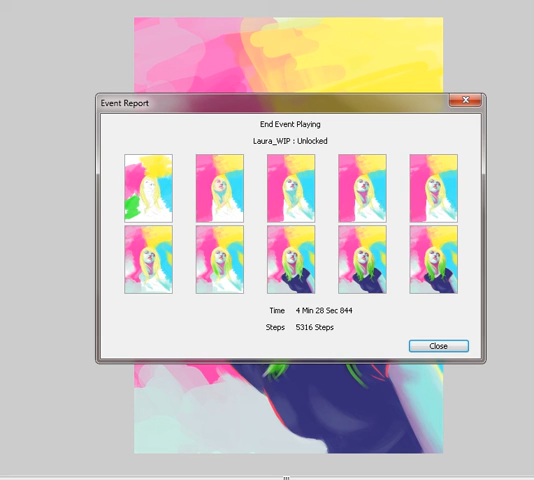 Event Report
End Event Playing
Laura_WIP : Unlocked
Time 4 Min 28 Sec 844
Steps 5316 Steps
Close